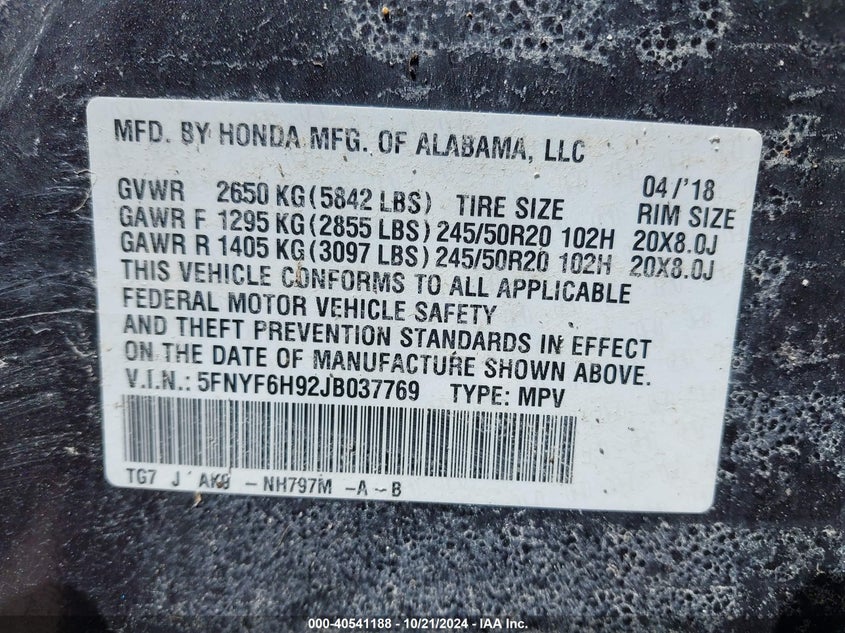 MFD. BY HONDA MFG. OF ALABAMA, LLC
04/'18
GVWR 2650 KG(5842 LBS) TIRE SIZE RIM SIZE
GAWR F 1295 KG(2855 LBS) 245/50R20 102H 20X8.0J
GAWR R 1405 KG(3097 LBS) 245/50R20 102H 20X8.0J
THIS VEHICLE CONFORMS TO ALL APPLICABLE
FEDERAL MOTOR VEHICLE SAFETY
AND THEFT PREVENTION STANDARDS IN EFFECT
ON THE DATE OF MANUFACTURE SHOWN ABOVE.
V.I.N.: 5FNYF6H92JB037769 TYPE: MPV
TG7 J -NH797M -A-B
000-40541188 - 10/21/2024 - IAA Inc.